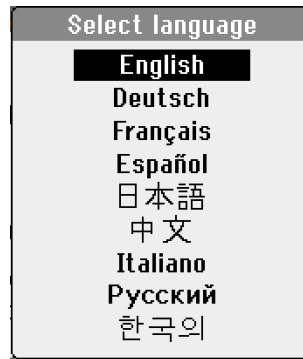 Select language
English
Deutsch
Français
Español
日本語
中文
Italiano
Русский
한국의